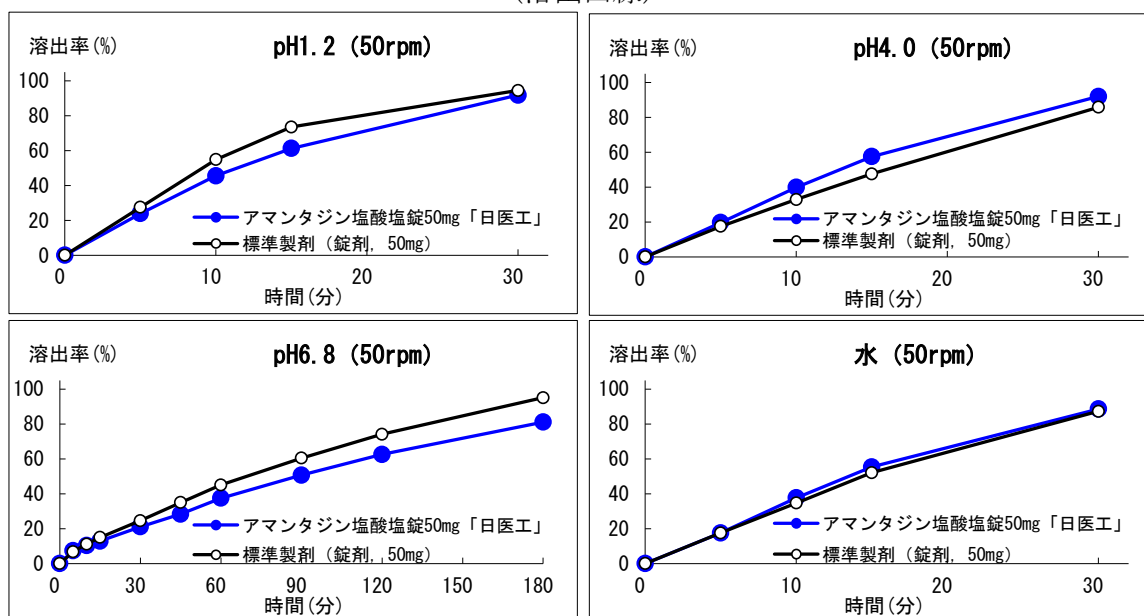 溶出率(%)
pH1.2 (50rpm)
100
80
60
40
20
0
アマンタジン塩酸塩錠50mg「日医工」
標準製剤（錠剤, 50mg）
0 10 20 30
時間(分)
溶出率(%)
pH4.0 (50rpm)
100
80
60
40
20
0
アマンタジン塩酸塩錠50mg「日医工」
標準製剤（錠剤, 50mg）
0 10 20 30
時間(分)
溶出率(%)
pH6.8 (50rpm)
100
80
60
40
20
0
アマンタジン塩酸塩錠50mg「日医工」
標準製剤（錠剤, 50mg）
0 30 60 90 120 150 180
時間(分)
溶出率(%)
水 (50rpm)
100
80
60
40
20
0
アマンタジン塩酸塩錠50mg「日医工」
標準製剤（錠剤, 50mg）
0 10 20 30
時間(分)